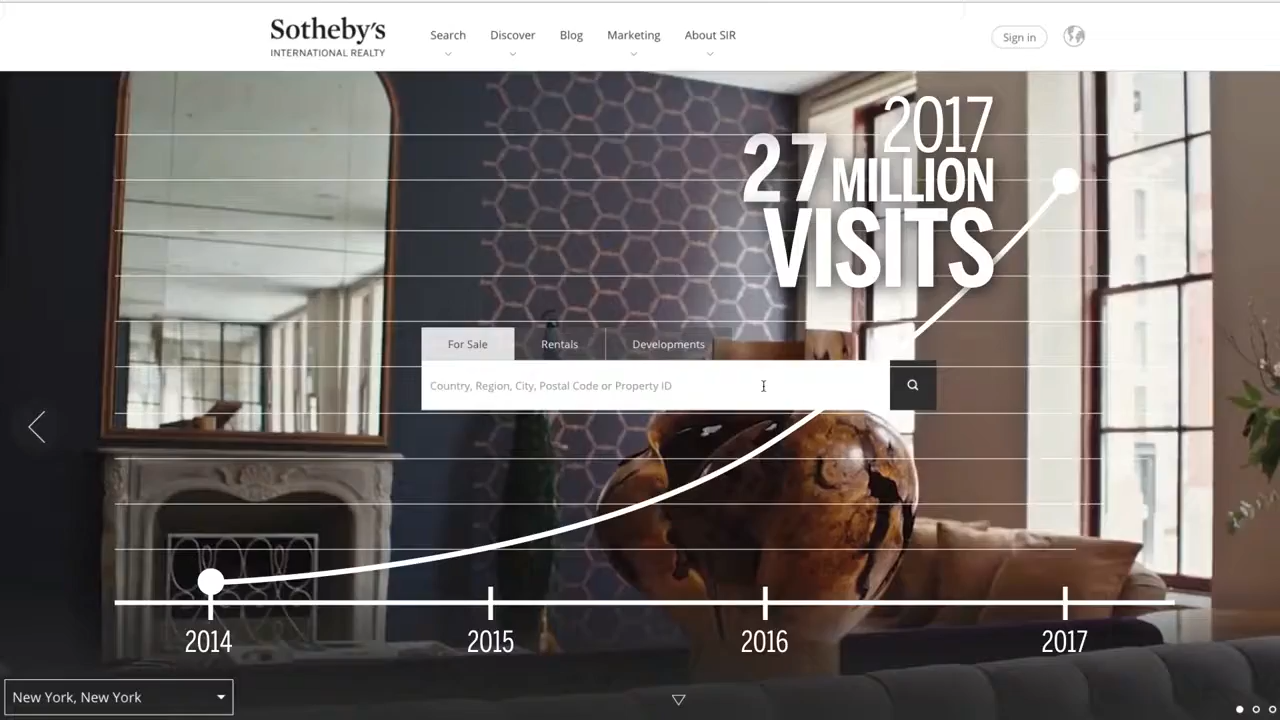 Sotheby's
INTERNATIONAL REALTY
Search
Discover
Blog
Marketing
About SIR
Sign in
2017
27 MILLION
VISITS
For Sale
Rentals
Developments
Country, Region, City, Postal Code or Property ID
2014
2015
2016
2017
New York, New York